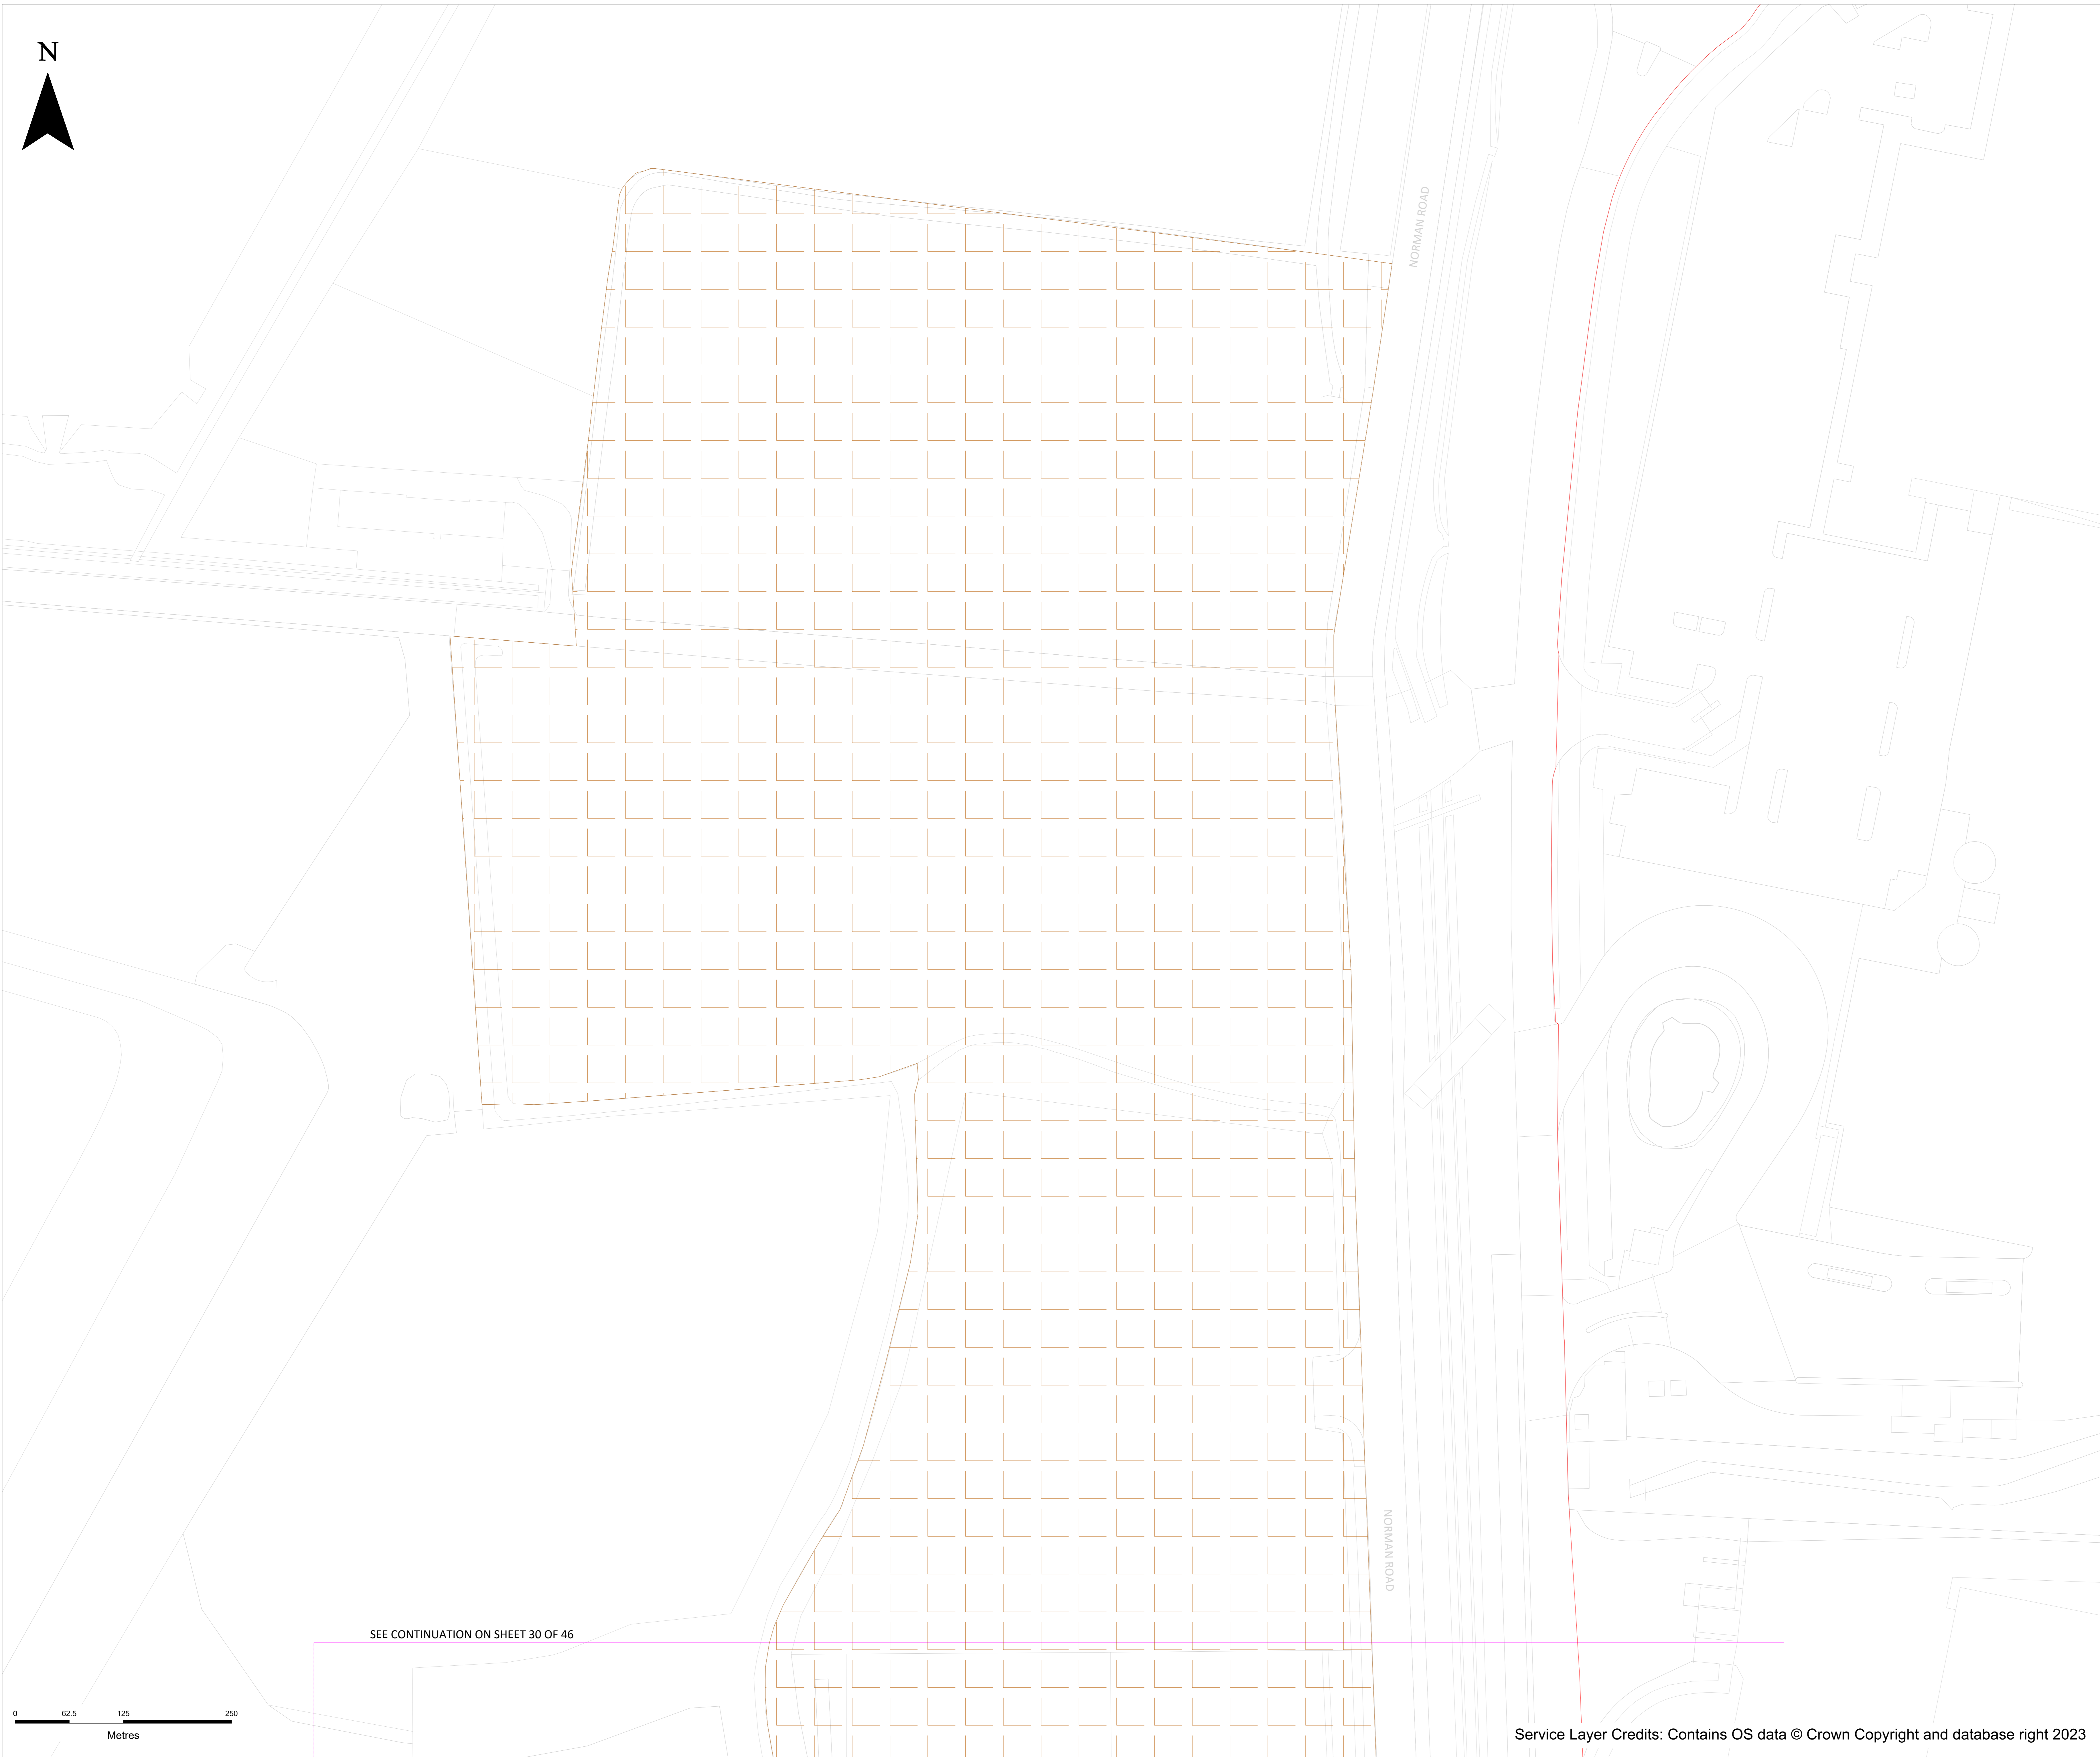 N
NORMAN ROAD
NORMAN ROAD
SEE CONTINUATION ON SHEET 30 OF 46
0 62.5 125 250
Metres
Service Layer Credits: Contains OS data © Crown Copyright and database right 2023